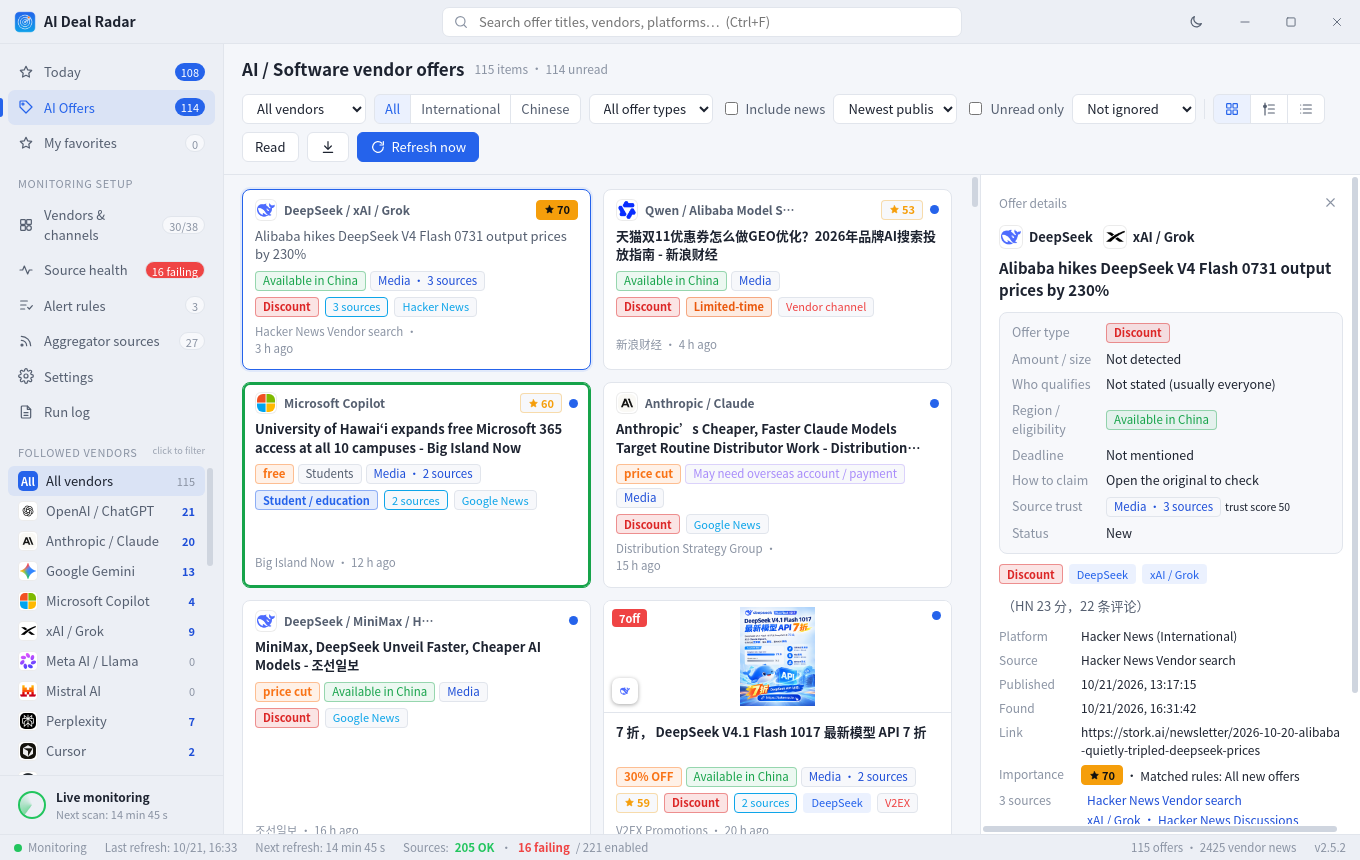 AI Deal Radar
Search offer titles, vendors, platforms… (Ctrl+F)
Today 108
AI Offers 114
My favorites 0
MONITORING SETUP
Vendors & channels 30/38
Source health 16 failing
Alert rules 3
Aggregator sources 27
Settings
Run log
FOLLOWED VENDORS click to filter
All All vendors 115
OpenAI / ChatGPT 21
Anthropic / Claude 20
Google Gemini 13
Microsoft Copilot 4
xAI / Grok 9
Meta AI / Llama 0
Mistral AI 0
Perplexity 7
Cursor 2
Live monitoring
Next scan: 14 min 45 s
AI / Software vendor offers 115 items · 114 unread
All vendors All International Chinese All offer types Include news Newest publis Unread only Not ignored
Read Refresh now
DeepSeek / xAI / Grok ★ 70
Alibaba hikes DeepSeek V4 Flash 0731 output prices
by 230%
Available in China Media · 3 sources
Discount 3 sources Hacker News
Hacker News Vendor search ·
3 h ago
Qwen / Alibaba Model S··· ★ 53
天猫双11优惠券怎么做GEO优化？2026年品牌AI搜索投
放指南 - 新浪财经
Available in China Media
Discount Limited-time Vendor channel
新浪财经 · 4 h ago
Microsoft Copilot ★ 60
University of Hawaiʻi expands free Microsoft 365
access at all 10 campuses - Big Island Now
free Students Media · 2 sources
Student / education 2 sources Google News
Big Island Now · 12 h ago
Anthropic / Claude
Anthropic’s Cheaper, Faster Claude Models
Target Routine Distributor Work - Distribution···
price cut May need overseas account / payment
Media
Discount Google News
Distribution Strategy Group ·
15 h ago
DeepSeek / MiniMax / H···
MiniMax, DeepSeek Unveil Faster, Cheaper AI
Models - 조선일보
price cut Available in China Media
Discount Google News
조선일보 · 16 h ago
7off
DeepSeek V4.1 Flash 1017
最新模型 API 7折
API
7折
7 折， DeepSeek V4.1 Flash 1017 最新模型 API 7 折
30% OFF Available in China Media · 2 sources
★ 59 Discount 2 sources DeepSeek V2EX
V2EX Promotions · 20 h ago
Offer details
DeepSeek xAI / Grok
Alibaba hikes DeepSeek V4 Flash 0731 output
prices by 230%
Offer type Discount
Amount / size Not detected
Who qualifies Not stated (usually everyone)
Region / eligibility Available in China
Deadline Not mentioned
How to claim Open the original to check
Source trust Media · 3 sources trust score 50
Status New
Discount DeepSeek xAI / Grok
（HN 23 分，22 条评论）
Platform Hacker News (International)
Source Hacker News Vendor search
Published 10/21/2026, 13:17:15
Found 10/21/2026, 16:31:42
Link https://stork.ai/newsletter/2026-10-20-alibaba
-quietly-tripled-deepseek-prices
Importance ★ 70 · Matched rules: All new offers
3 sources Hacker News Vendor search
xAI / Grok · Hacker News Discussions
Monitoring Last refresh: 10/21, 16:33 Next refresh: 14 min 45 s Sources: 205 OK · 16 failing / 221 enabled 115 offers · 2425 vendor news v2.5.2